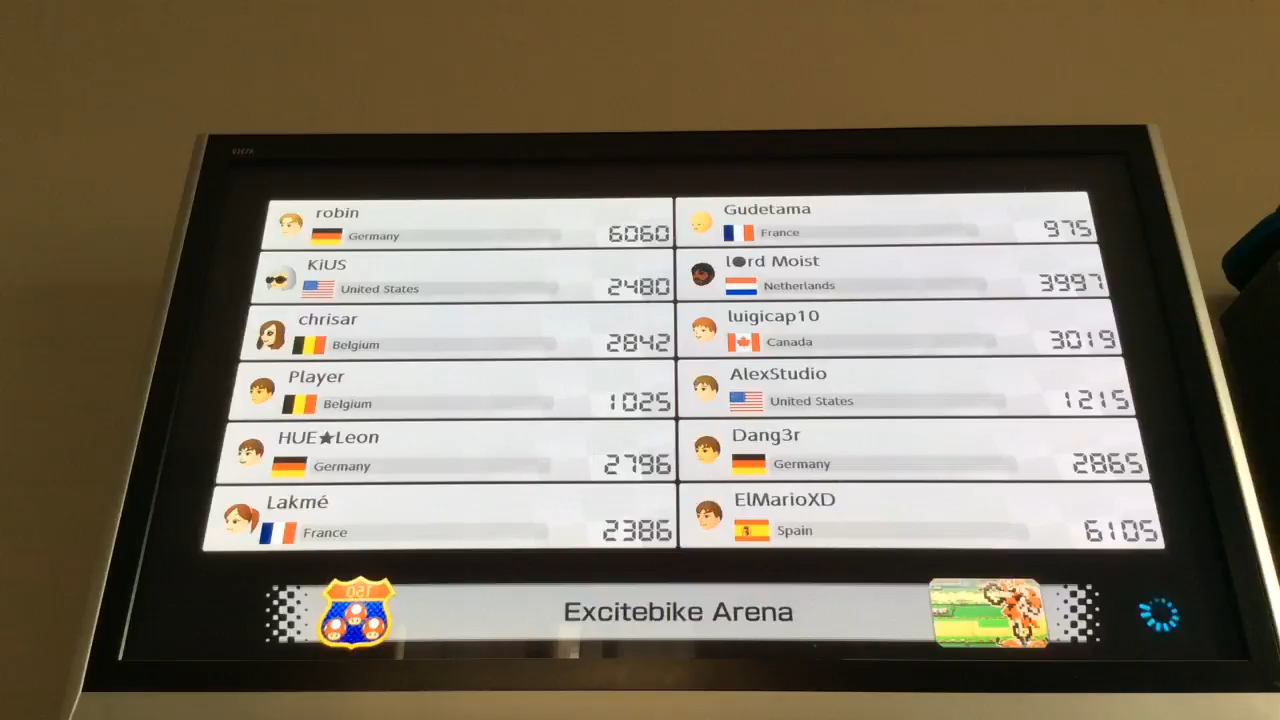 robin
Germany 6060
KiUS
United States 2480
chrisar
Belgium 2842
Player
Belgium 1025
HUE★Leon
Germany 2796
Lakmé
France 2386
Gudetama
France 975
l●rd Moist
Netherlands 3997
luigicap10
Canada 3019
AlexStudio
United States 1215
Dang3r
Germany 2865
ElMarioXD
Spain 6105
Excitebike Arena